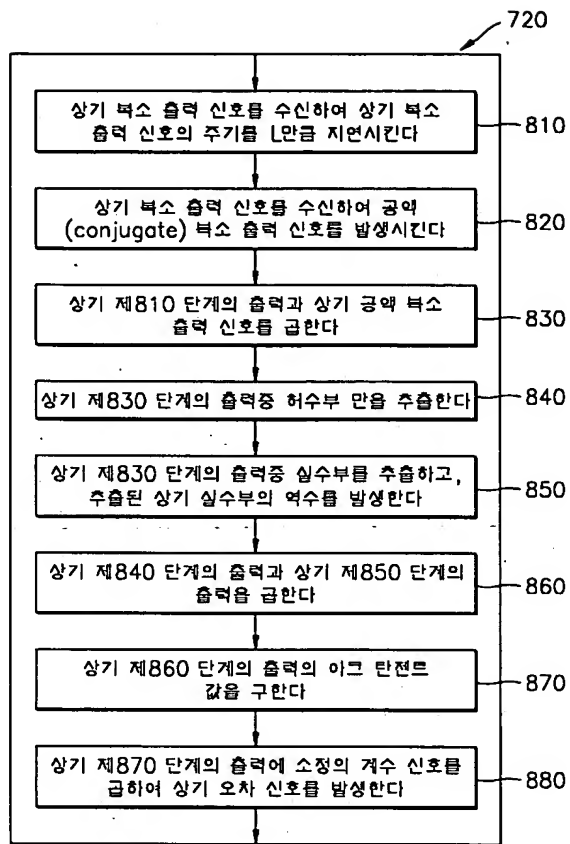 720
상기 복소 출력 신호를 수신하여 상기 복소
출력 신호의 주기를 L만큼 지연시킨다
810
상기 복소 출력 신호를 수신하여 공액
(conjugate) 복소 출력 신호를 발생시킨다
820
상기 제810 단계의 출력과 상기 공액 복소
출력 신호를 곱한다
830
상기 제830 단계의 출력중 허수부 만을 추출한다
840
상기 제830 단계의 출력중 실수부를 추출하고,
추출된 상기 실수부의 역수를 발생한다
850
상기 제840 단계의 출력과 상기 제850 단계의
출력을 곱한다
860
상기 제860 단계의 출력의 아크 탄젠트
값을 구한다
870
상기 제870 단계의 출력에 소정의 계수 신호를
곱하여 상기 오차 신호를 발생한다
880